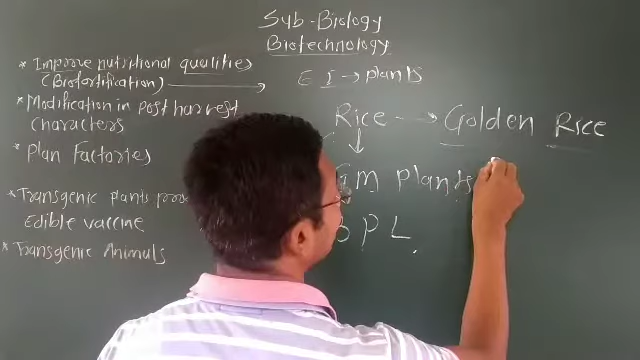 Sub-Biology
Biotechnology
* Improve nutritional qualities
(Biofortification)
* Modification in post harvest
characters
* Plan Factories
* Transgenic plants
Edible vaccine
* Transgenic Animals
E I → plants
Rice → Golden Rice
GM plants
PL.